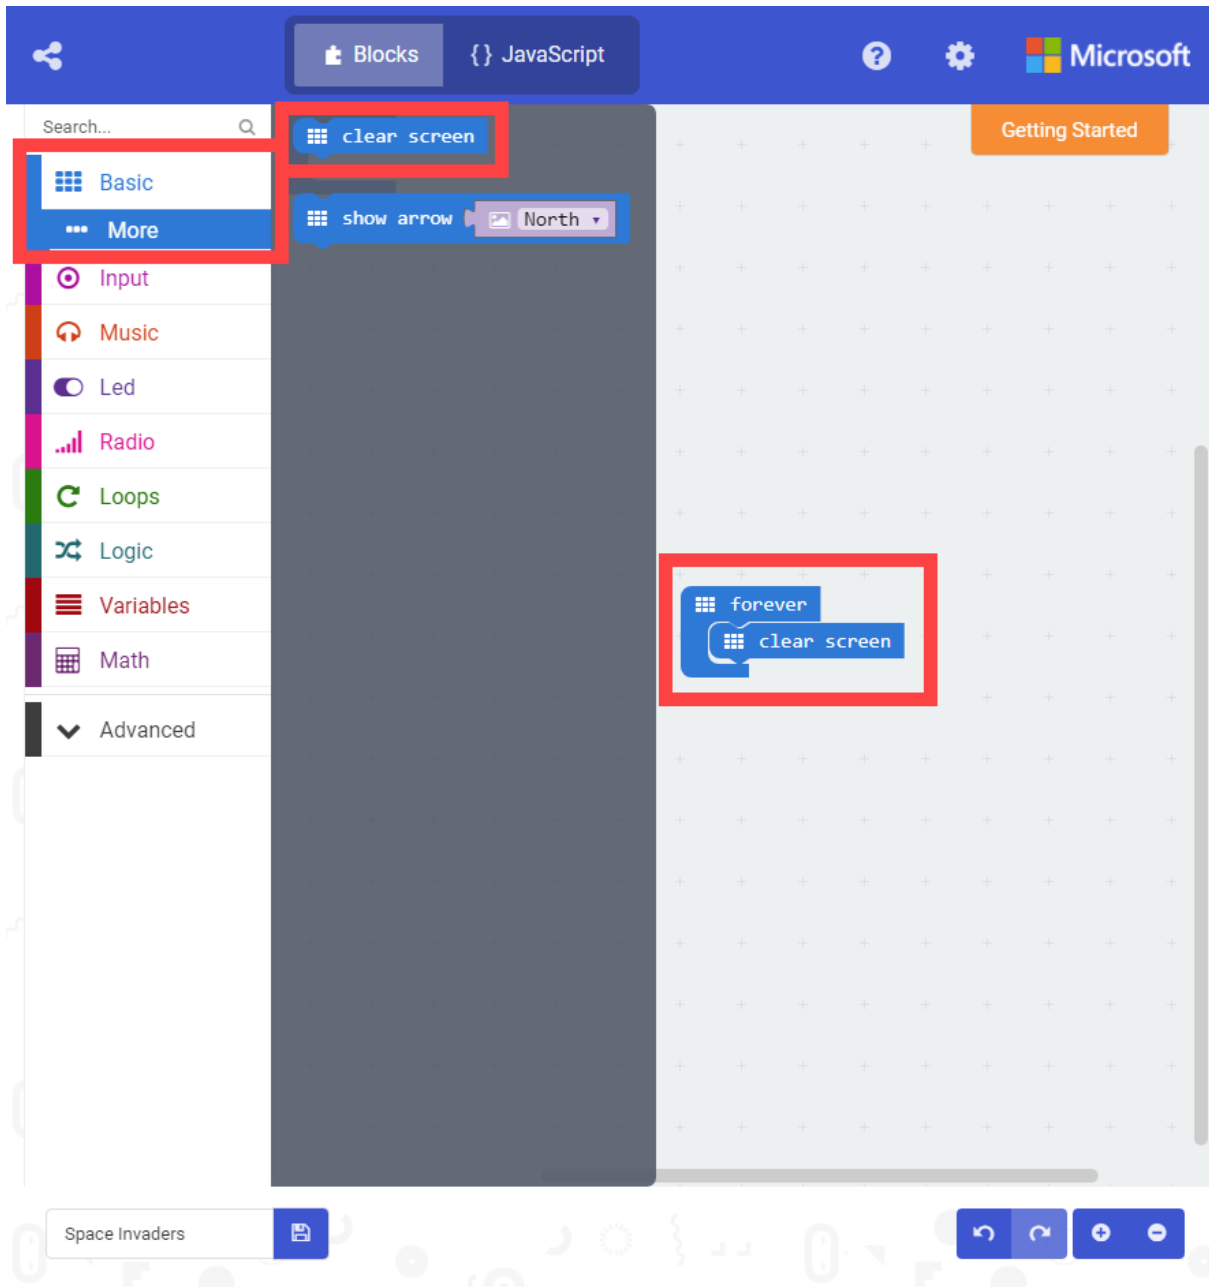 Blocks
{} JavaScript
Microsoft
Search...
clear screen
Getting Started
Basic
More
show arrow North
Input
Music
Led
Radio
Loops
Logic
Variables
Math
Advanced
forever
clear screen
Space Invaders